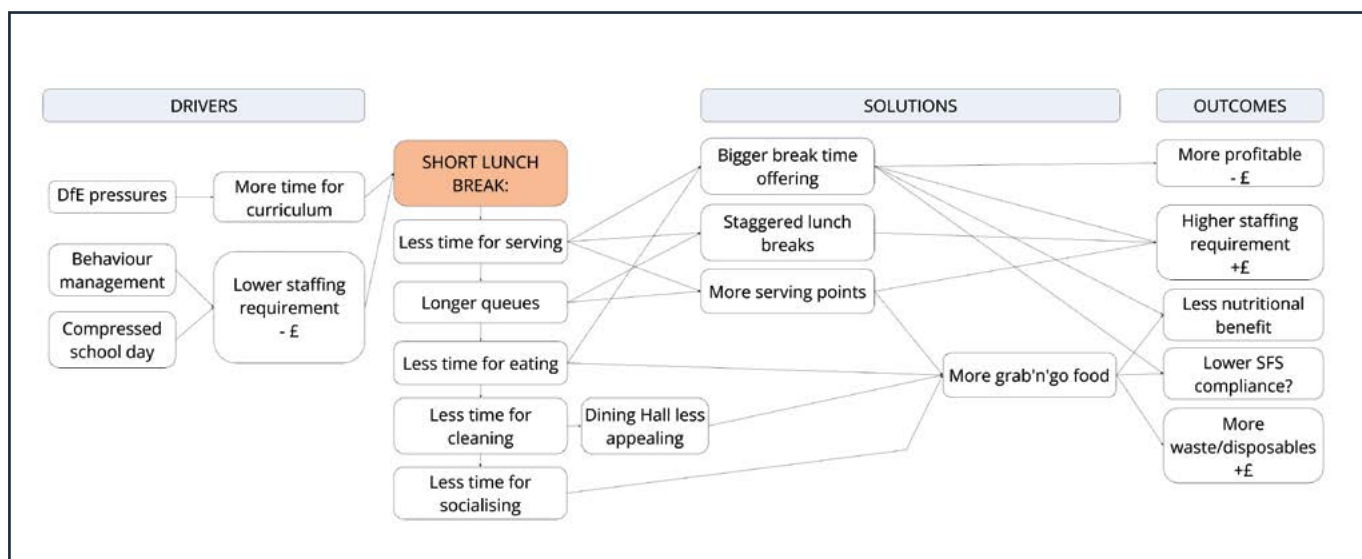 DRIVERS
SOLUTIONS
OUTCOMES
DfE pressures
More time for
curriculum
Behaviour
management
Compressed
school day
Lower staffing
requirement
- £
SHORT LUNCH
BREAK:
Less time for serving
Longer queues
Less time for eating
Less time for
cleaning
Less time for
socialising
Dining Hall less
appealing
Bigger break time
offering
Staggered lunch
breaks
More serving points
More grab'n'go food
More profitable
- £
Higher staffing
requirement
+£
Less nutritional
benefit
Lower SFS
compliance?
More
waste/disposables
+£